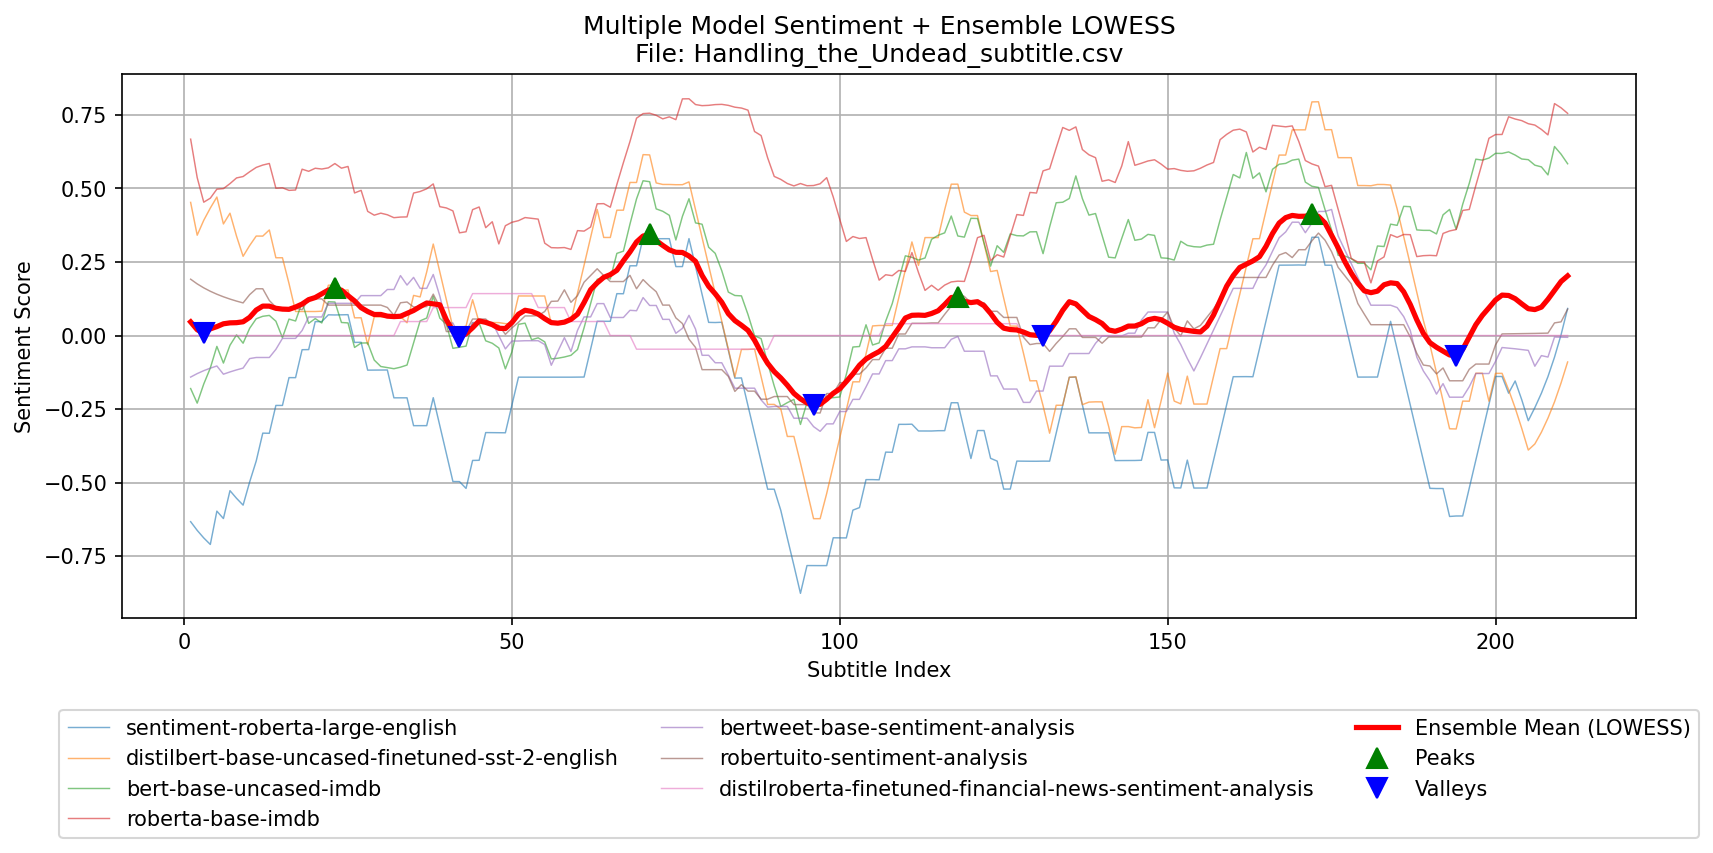 Multiple Model Sentiment + Ensemble LOWESS
File: Handling_the_Undead_subtitle.csv
Sentiment Score
0.75
0.50
0.25
0.00
−0.25
−0.50
−0.75
0 50 100 150 200
Subtitle Index
sentiment-roberta-large-english
distilbert-base-uncased-finetuned-sst-2-english
bert-base-uncased-imdb
roberta-base-imdb
bertweet-base-sentiment-analysis
robertuito-sentiment-analysis
distilroberta-finetuned-financial-news-sentiment-analysis
Ensemble Mean (LOWESS)
Peaks
Valleys